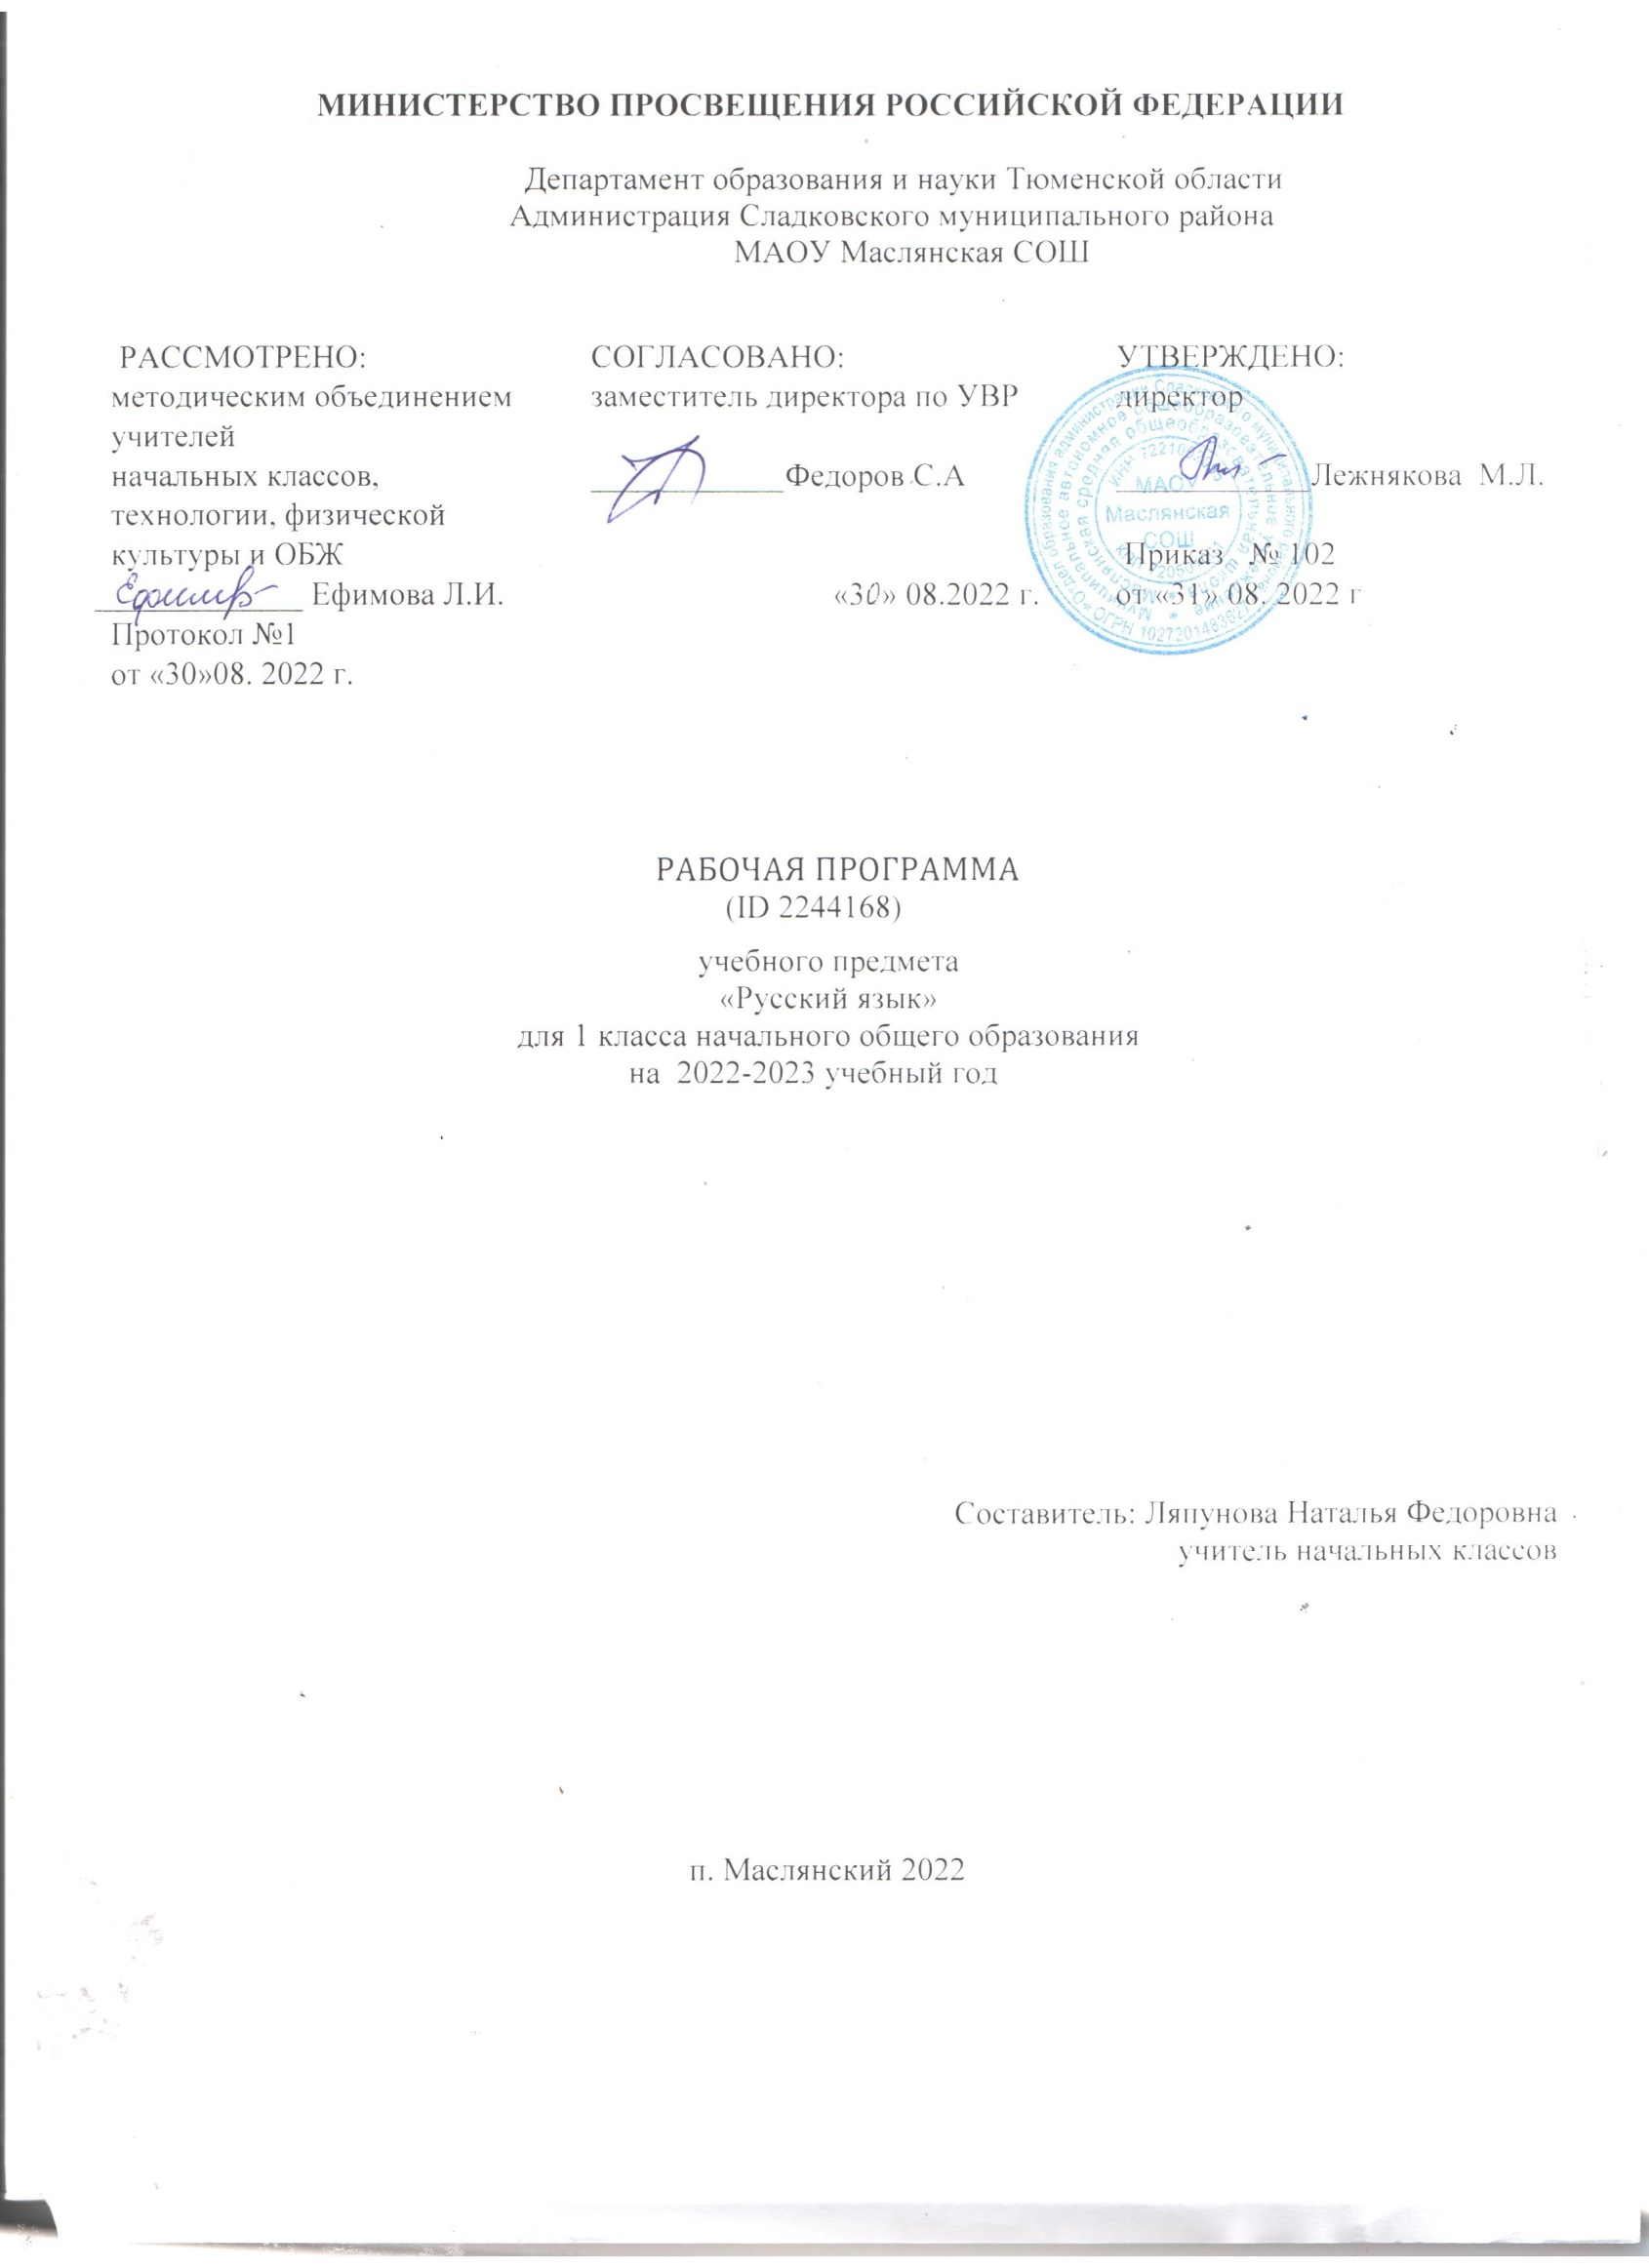 МИНИСТЕРСТВО ПРОСВЕЩЕНИЯ РОССИЙСКОЙ ФЕДЕРАЦИИ
Департамент образования и науки Тюменской области
Администрация Сладковского муниципального района
МАОУ Маслянская СОШ
РАССМОТРЕНО:
методическим объединением
учителей
начальных классов,
технологии, физической
культуры и ОБЖ
Ефимова Л.И.
Протокол №1
от «30»08. 2022 г.
СОГЛАСОВАНО:
заместитель директора по УВР
Федоров С.А
«30» 08.2022 г.
УТВЕРЖДЕНО:
директор
Лежнякова М.Л.
Приказ № 102
от «31» 08. 2022 г
МАОУ
Маслянская
СОШ
РАБОЧАЯ ПРОГРАММА
(ID 2244168)
учебного предмета
«Русский язык»
для 1 класса начального общего образования
на 2022-2023 учебный год
Составитель: Ляпунова Наталья Федоровна
учитель начальных классов
п. Маслянский 2022